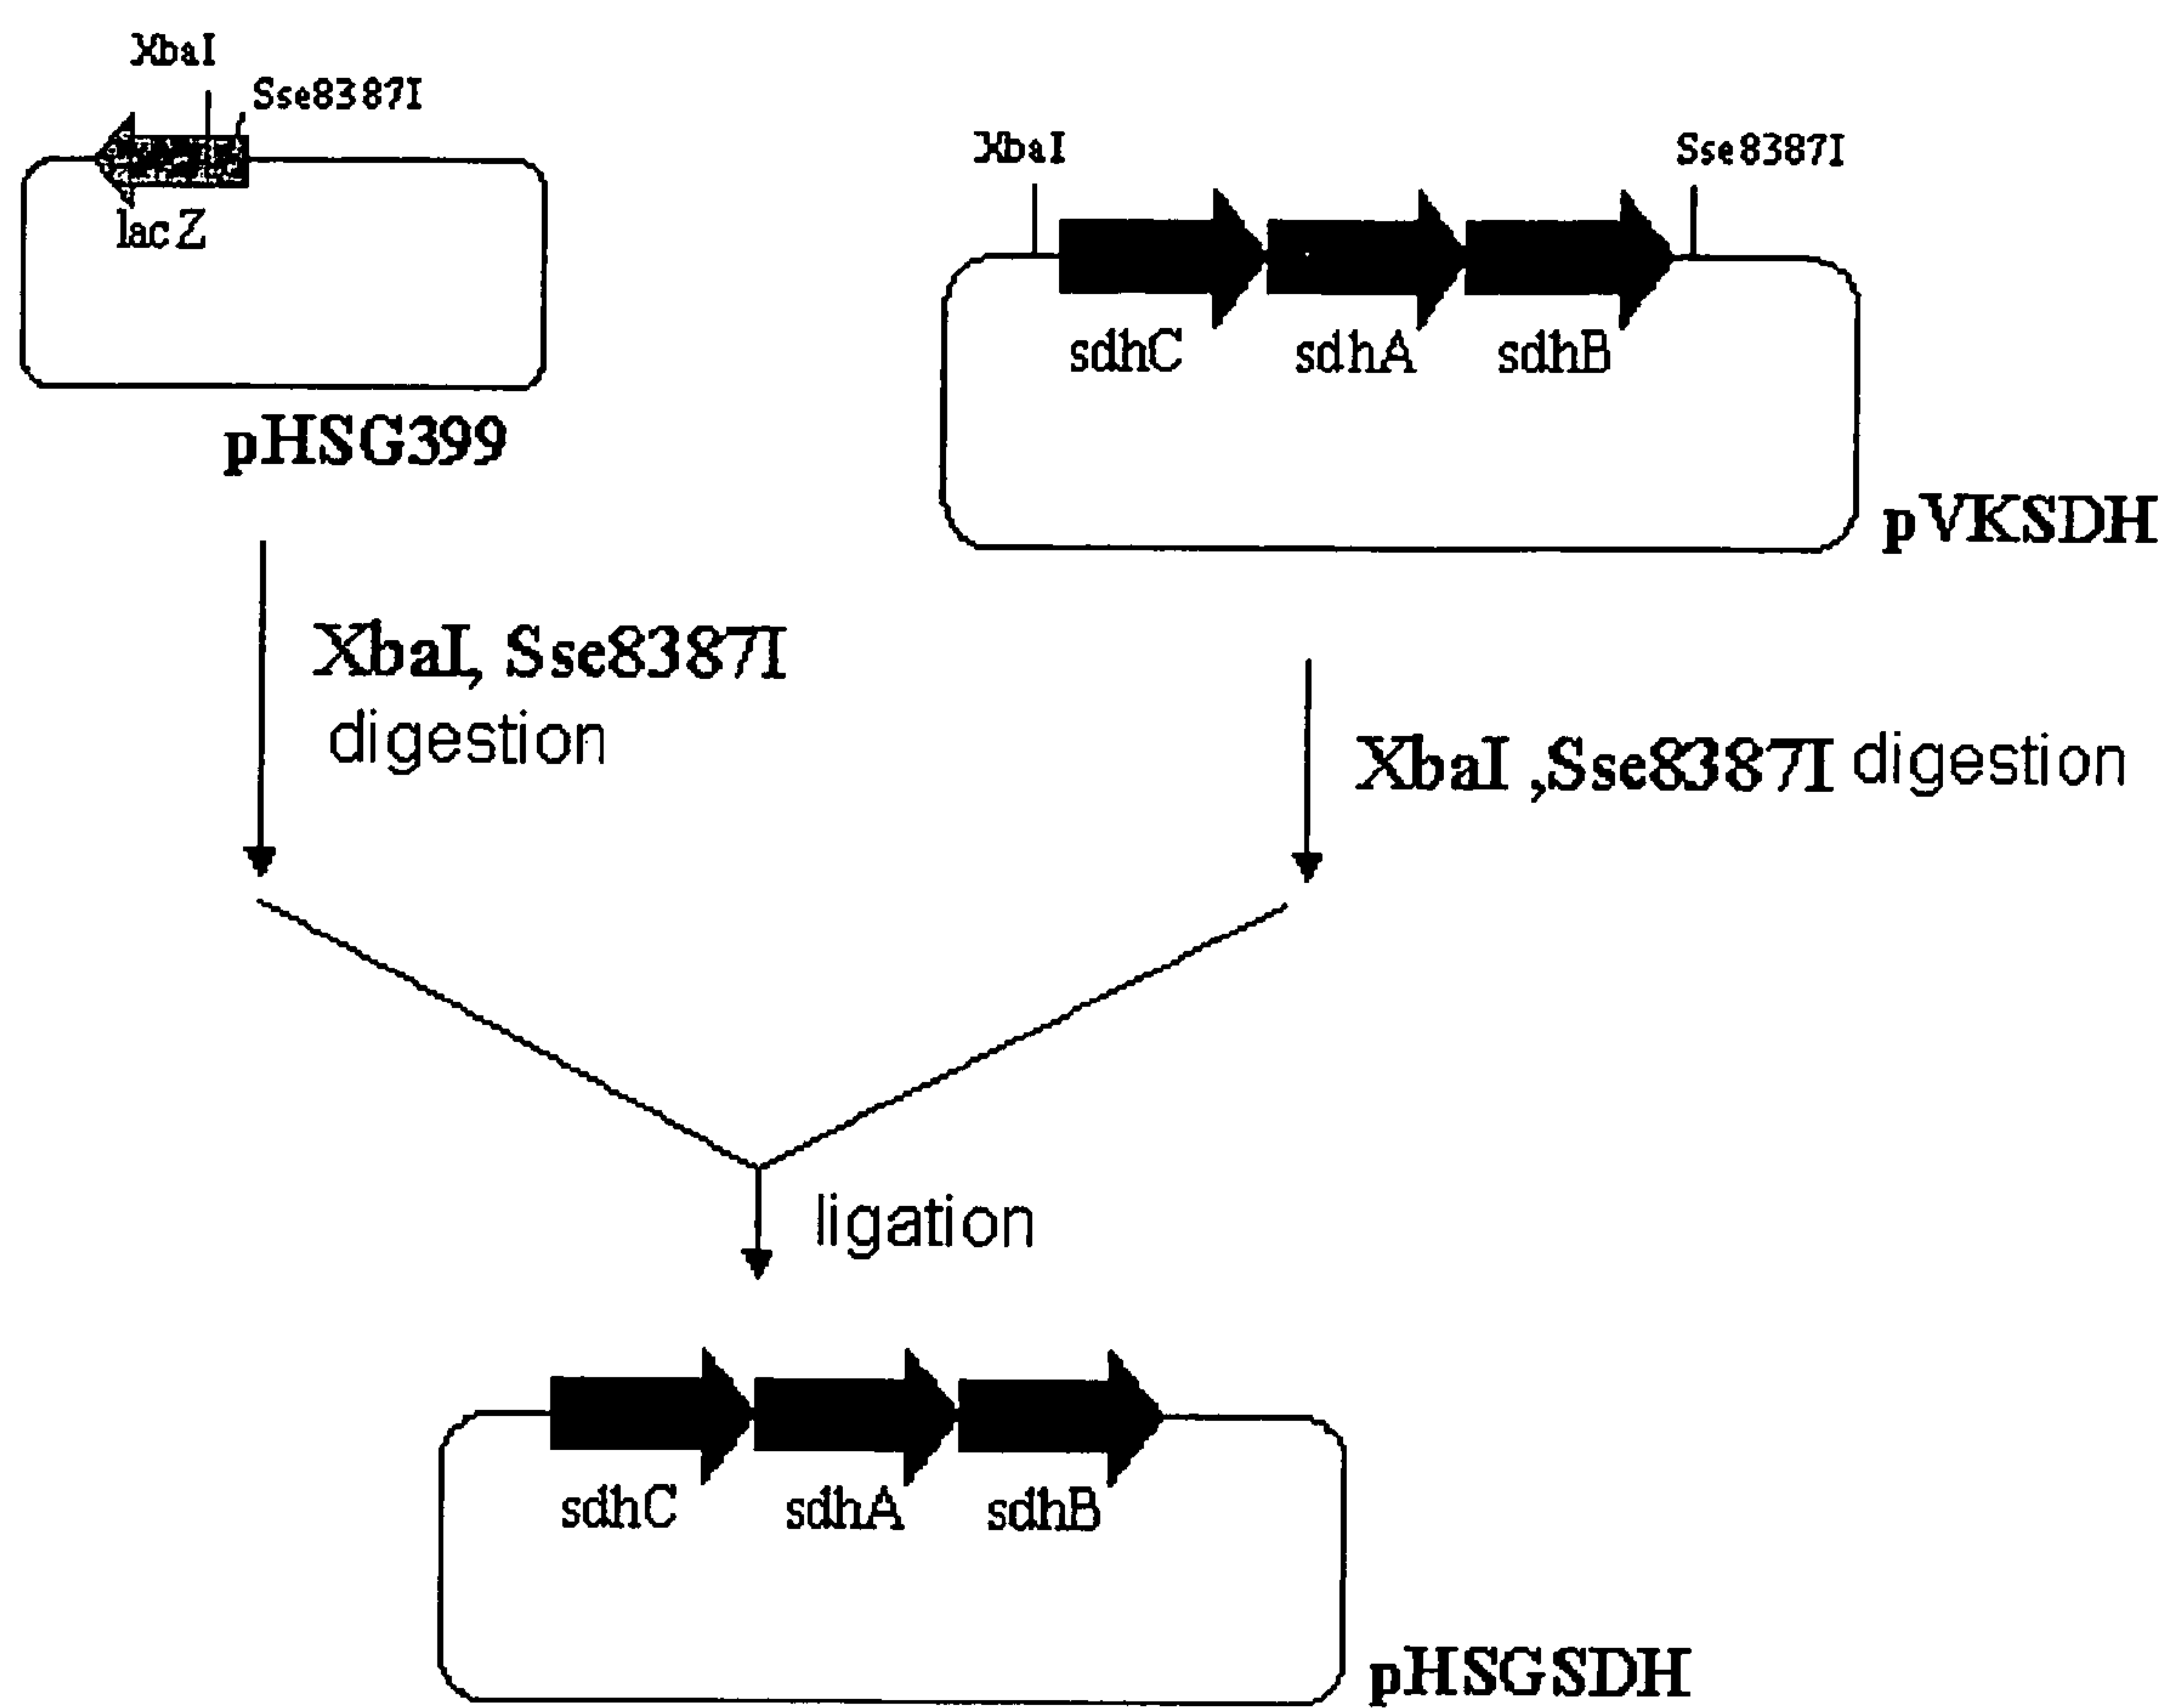 XbaI
Sse8387I
lacZ
pHSG399
XbaI
Sse8387I
sdhC
sdhA
sdhB
pVKSDH
XbaI, Sse8387I
digestion
XbaI ,Sse8387I digestion
ligation
sdhC
sdhA
sdhB
pHSGSDH